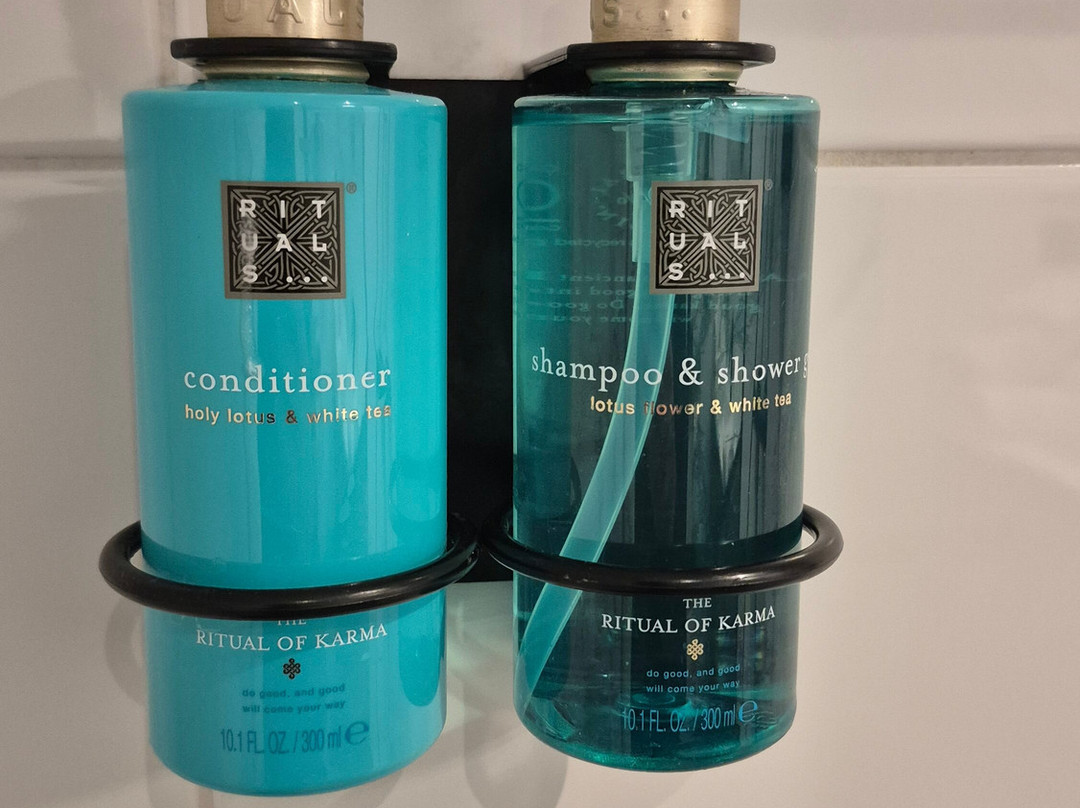 UALS
RIT
UAL
S...
®
conditioner
holy lotus & white tea
THE
RITUAL OF KARMA
do good, and good
will come your way
10.1 FL. OZ. / 300 ml e
S...
RIT
UAL
S...
®
shampoo & shower g
lotus flower & white tea
THE
RITUAL OF KARMA
do good, and good
will come your way
10.1 FL. OZ. / 300 ml e